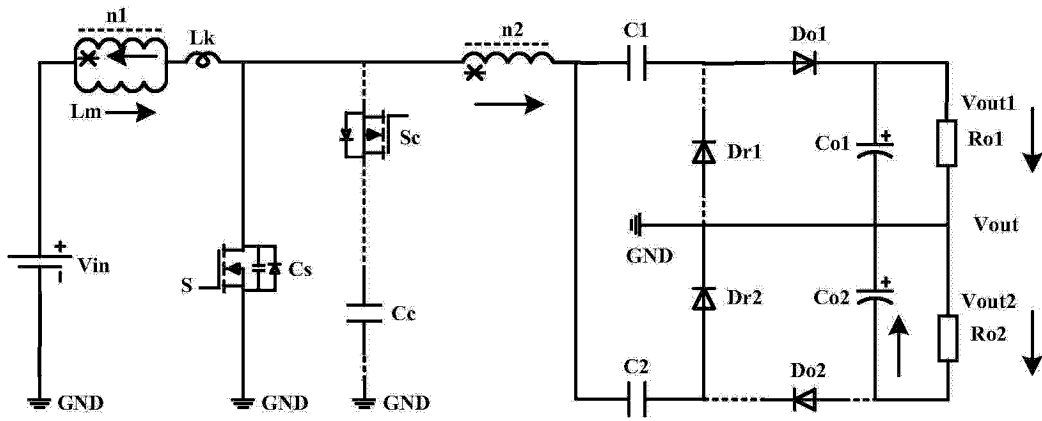 n1
Lk
n2
C1
Do1
Lm
Sc
Dr1
Co1
Vout1
Ro1
Vin
S
Cs
GND
Vout
Cc
Dr2
Co2
Vout2
Ro2
C2
Do2
GND
GND
GND